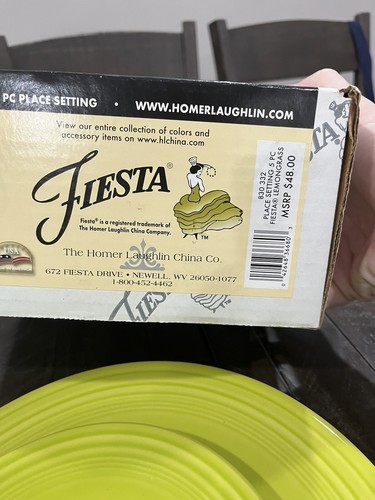 PC PLACE SETTING • WWW.HOMERLAUGHLIN.COM
View our entire collection of colors and
accessory items on www.hlchina.com
FIESTA®
Fiesta® is a registered trademark of
The Homer Laughlin China Company.
TM
The Homer Laughlin China Co.
672 FIESTA DRIVE • NEWELL, WV 26050-1077
1-800-452-4462
830 332
PLACE SETTING 5 PC
FIESTA® LEMONGRASS
MSRP $48.00
USA